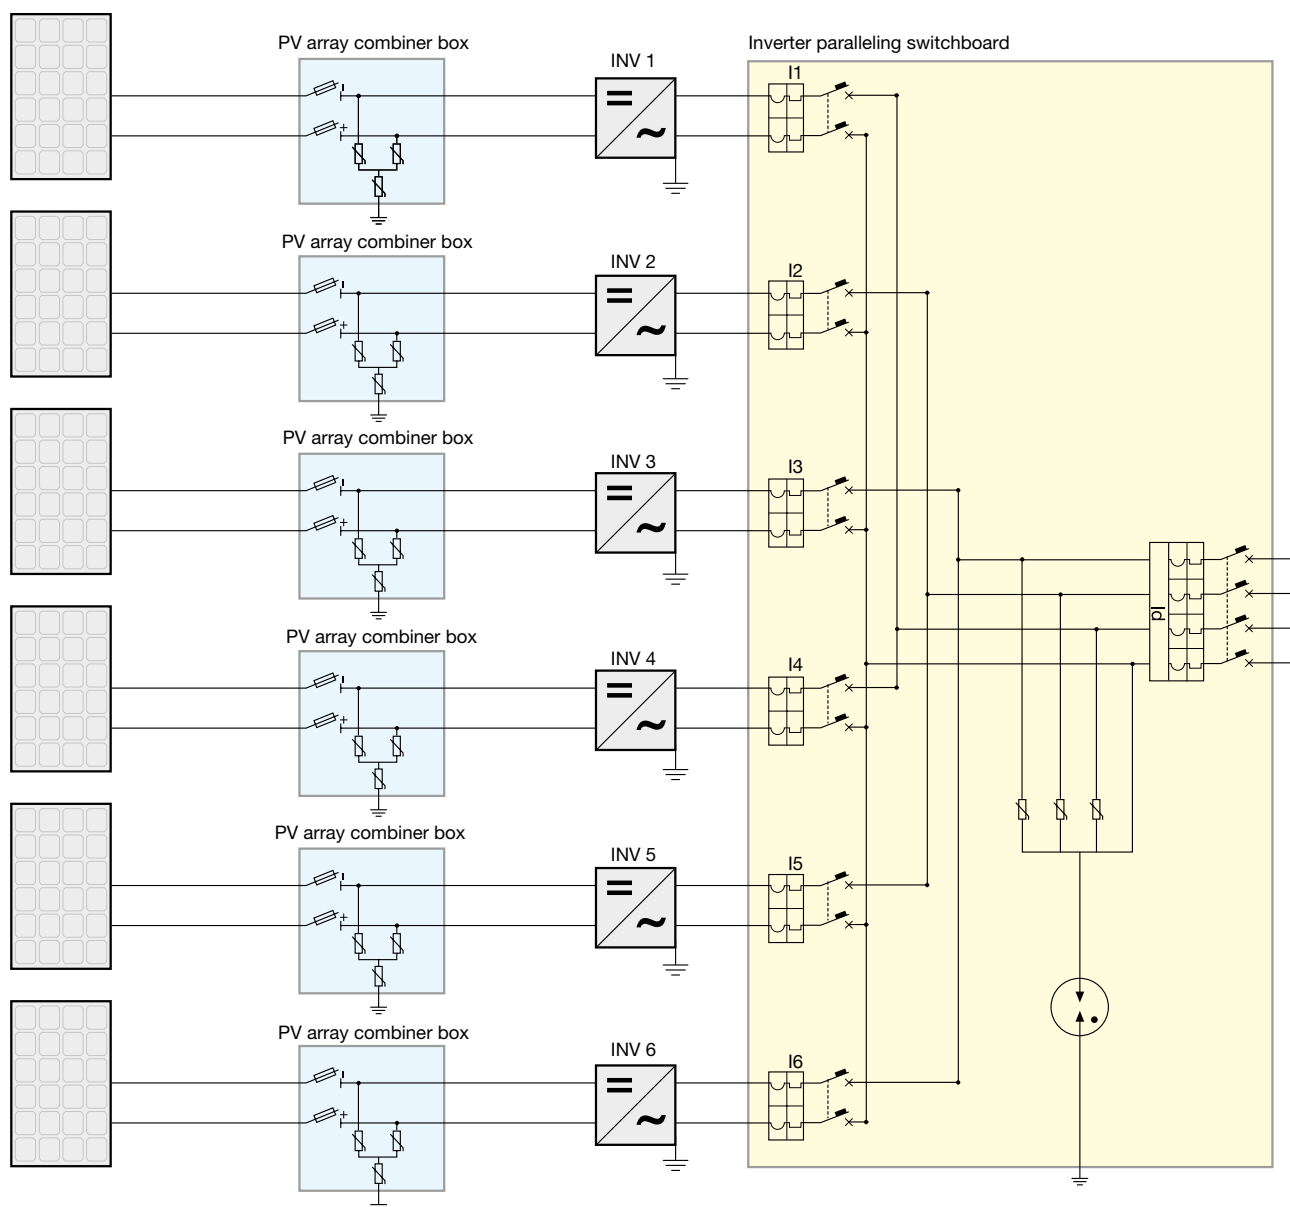 PV array combiner box
Inverter paralleling switchboard
INV 1
I1
PV array combiner box
INV 2
I2
PV array combiner box
INV 3
I3
Id
PV array combiner box
INV 4
I4
PV array combiner box
INV 5
I5
PV array combiner box
INV 6
I6